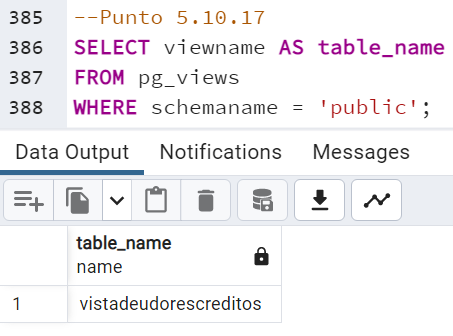 385 --Punto 5.10.17
386 SELECT viewname AS table_name
387 FROM pg_views
388 WHERE schemaname = 'public';
Data Output Notifications Messages
table_name
name
1 vistadeudorescreditos